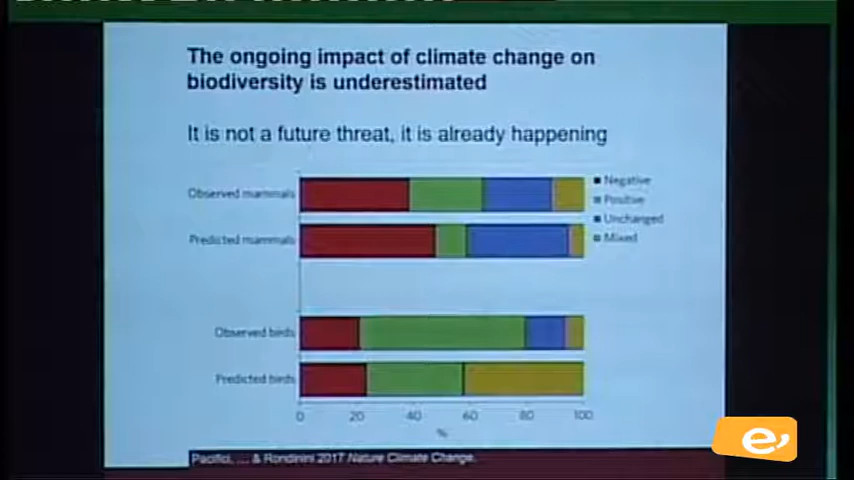 The ongoing impact of climate change on
biodiversity is underestimated
It is not a future threat, it is already happening
Observed mammals
Predicted mammals
Observed birds
Predicted birds
Negative
Positive
Unchanged
Mixed
0 20 40 60 80 100
%
Pacifici, ... & Rondinini 2017 Nature Climate Change.
e